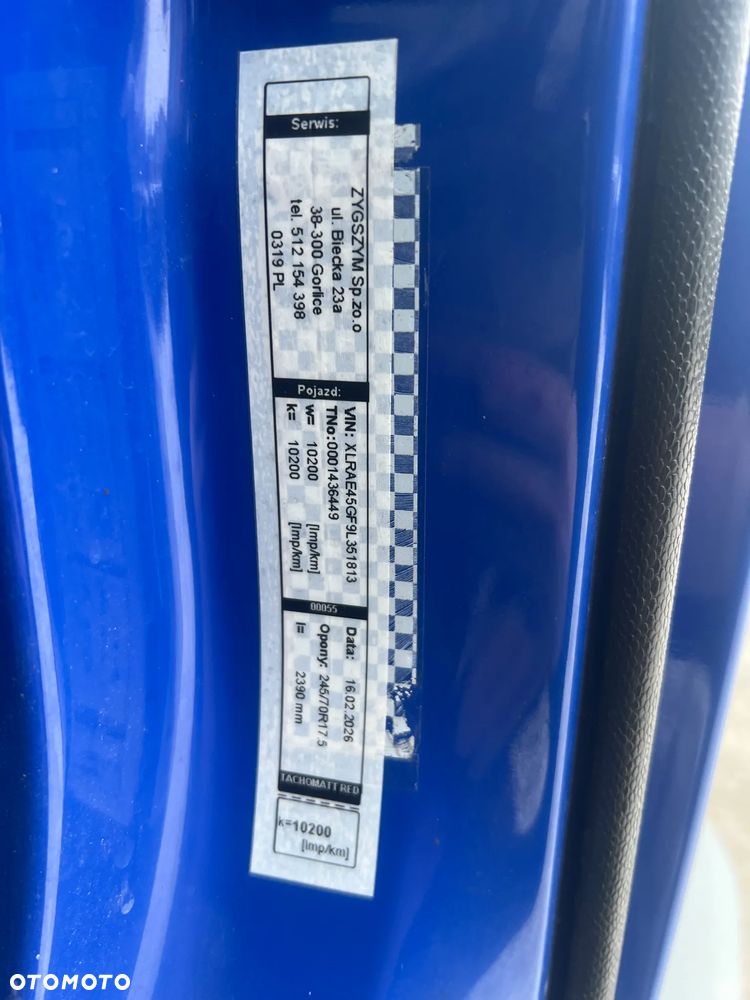 Serwis:
ZYGSZYM Sp.zo.o
ul. Biecka 23a
38-300 Gorlice
tel. 512 154 398
0319 PL
Pojazd:
VIN: XLRAE45GF9L351813
TNo:0001436449
w= 10200 [Imp/km]
k= 10200 [Imp/km]
00055
Data: 16.02.2026
Opony: 245/70R17,5
l= 2390 mm
TACHOMATT RED
k=10200
[Imp/km]
OTOMOTO